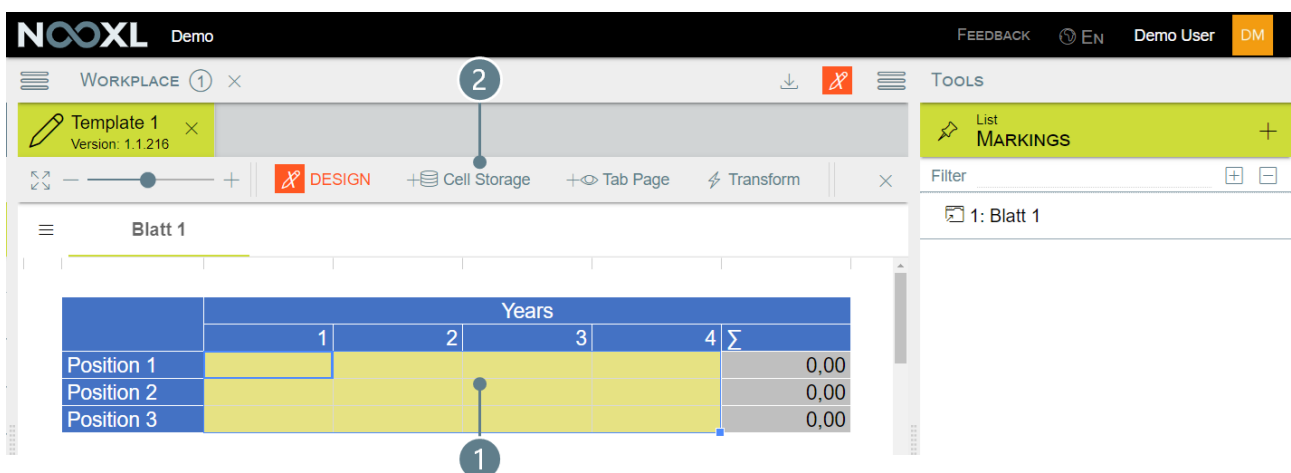 NOOXL Demo FEEDBACK EN Demo User DM
WORKPLACE 1 TOOLS
2
Template 1
Version: 1.1.216
List
MARKINGS
DESIGN Cell Storage Tab Page Transform
Filter
Blatt 1
1: Blatt 1
Years
1 2 3 4 ∑
Position 1 0,00
Position 2 0,00
Position 3 0,00
1